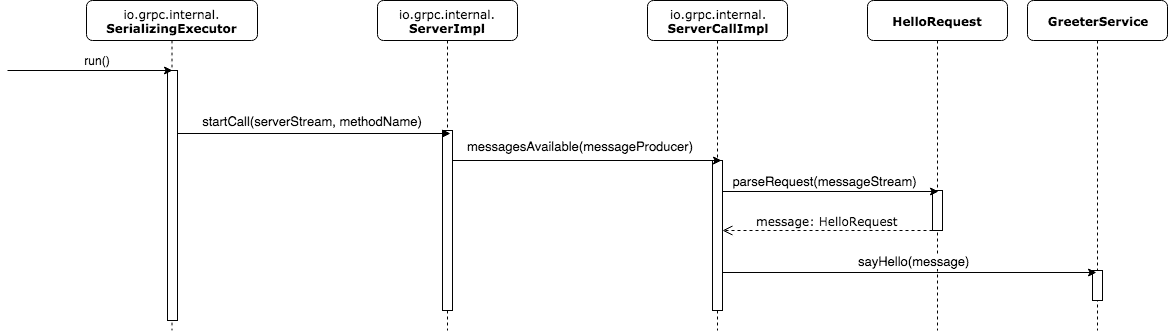 io.grpc.internal.
SerializingExecutor
io.grpc.internal.
ServerImpl
io.grpc.internal.
ServerCallImpl
HelloRequest
GreeterService
run()
startCall(serverStream, methodName)
messagesAvailable(messageProducer)
parseRequest(messageStream)
message: HelloRequest
sayHello(message)